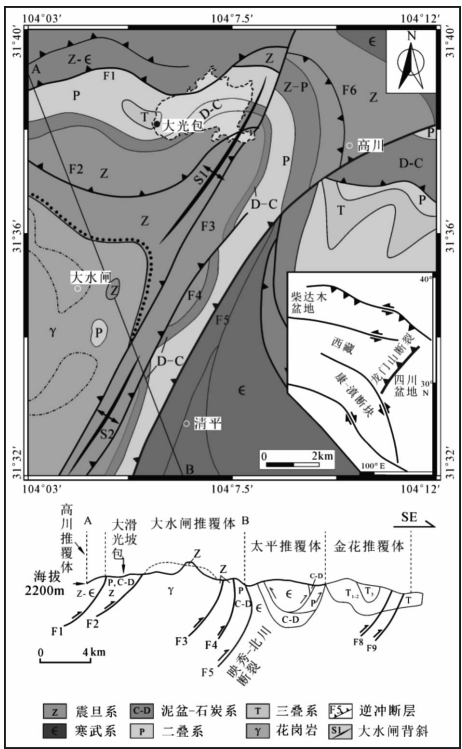 104°03′ 104°7.5′ 104°12′
31°40′ 31°40′
Z-Є Є N
A F1 Z
P Z-P F6
D-C
T
大光包 高川
F2 Z S1 P D-C
Z F3 D-C T P
31°36′ 31°36′
大水闸 F4
Z F5
γ P
D-C Є
S2
清平
B
0 2km
40°
柴达木
盆地
西藏
龙门山断裂
康-滇断块
四川
盆地
30°
N
100° E
31°32′ 31°32′
104°03′ 104°7.5′ 104°12′
SE
高川推覆体
A
大光包
滑坡
大水闸推覆体
B
太平推覆体
金花推覆体
海拔
2200m
Z-Є Z P, C-D γ Z Z P C-D Є Є C-D P C-D T1-2 T3 T
F1 F2 F3 F4 F5 F8 F9
映秀-北川
断裂
0 4km
Z 震旦系 C-D 泥盆-石炭系 T 三叠系 F5 逆冲断层
Є 寒武系 P 二叠系 γ 花岗岩 S1 大水闸背斜